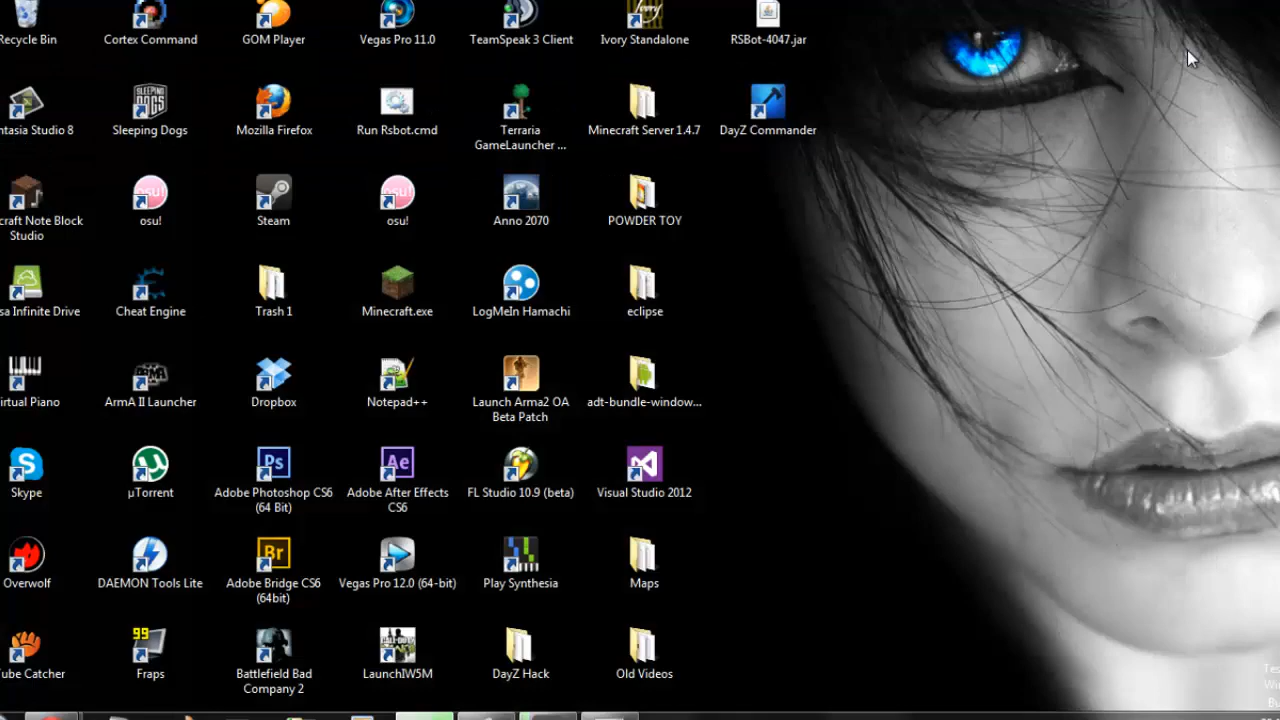 Recycle Bin
Cortex Command
GOM Player
Vegas Pro 11.0
TeamSpeak 3 Client
Ivory Standalone
RSBot-4047.jar
ntasia Studio 8
Sleeping Dogs
Mozilla Firefox
Run Rsbot.cmd
Terraria
GameLauncher ...
Minecraft Server 1.4.7
DayZ Commander
craft Note Block
Studio
osu!
Steam
osu!
Anno 2070
POWDER TOY
sa Infinite Drive
Cheat Engine
Trash 1
Minecraft.exe
LogMeIn Hamachi
eclipse
irtual Piano
ArmA II Launcher
Dropbox
Notepad++
Launch Arma2 OA
Beta Patch
adt-bundle-window...
Skype
µTorrent
Adobe Photoshop CS6
(64 Bit)
Adobe After Effects
CS6
FL Studio 10.9 (beta)
Visual Studio 2012
Overwolf
DAEMON Tools Lite
Adobe Bridge CS6
(64bit)
Vegas Pro 12.0 (64-bit)
Play Synthesia
Maps
ube Catcher
99
Fraps
Battlefield Bad
Company 2
LaunchIW5M
DayZ Hack
Old Videos
Tes
Win
Bu